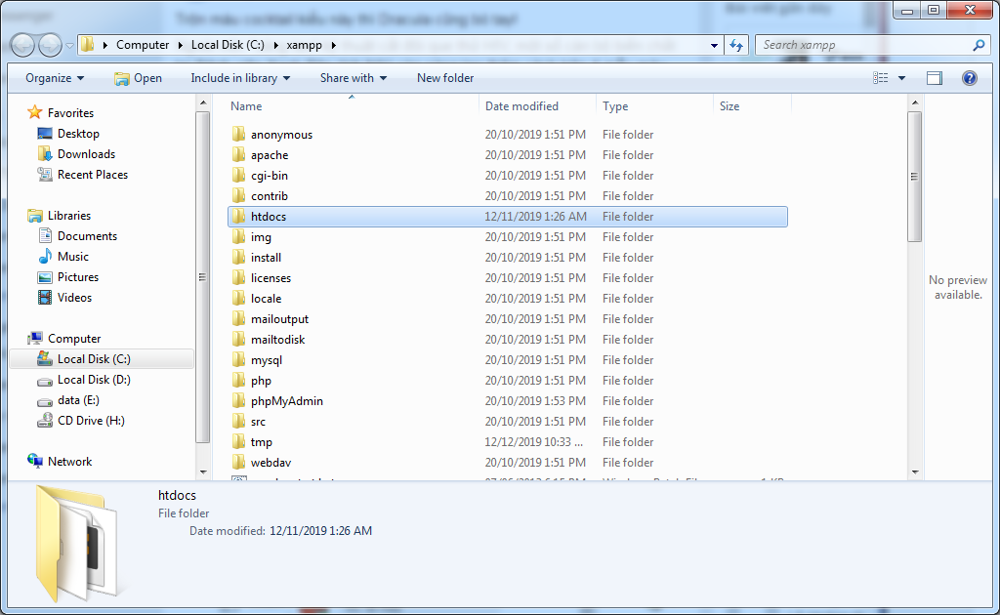 Computer Local Disk (C:) xampp
Search xampp
Organize Open Include in library Share with New folder
Favorites
Desktop
Downloads
Recent Places
Libraries
Documents
Music
Pictures
Videos
Computer
Local Disk (C:)
Local Disk (D:)
data (E:)
CD Drive (H:)
Network
Name Date modified Type Size
anonymous 20/10/2019 1:51 PM File folder
apache 20/10/2019 1:51 PM File folder
cgi-bin 20/10/2019 1:51 PM File folder
contrib 20/10/2019 1:51 PM File folder
htdocs 12/11/2019 1:26 AM File folder
img 20/10/2019 1:51 PM File folder
install 20/10/2019 1:51 PM File folder
licenses 20/10/2019 1:51 PM File folder
locale 20/10/2019 1:51 PM File folder
mailoutput 20/10/2019 1:51 PM File folder
mailtodisk 20/10/2019 1:51 PM File folder
mysql 20/10/2019 1:51 PM File folder
php 20/10/2019 1:51 PM File folder
phpMyAdmin 20/10/2019 1:53 PM File folder
src 20/10/2019 1:51 PM File folder
tmp 12/12/2019 10:33 ... File folder
webdav 20/10/2019 1:51 PM File folder
No preview
available.
htdocs
File folder
Date modified: 12/11/2019 1:26 AM